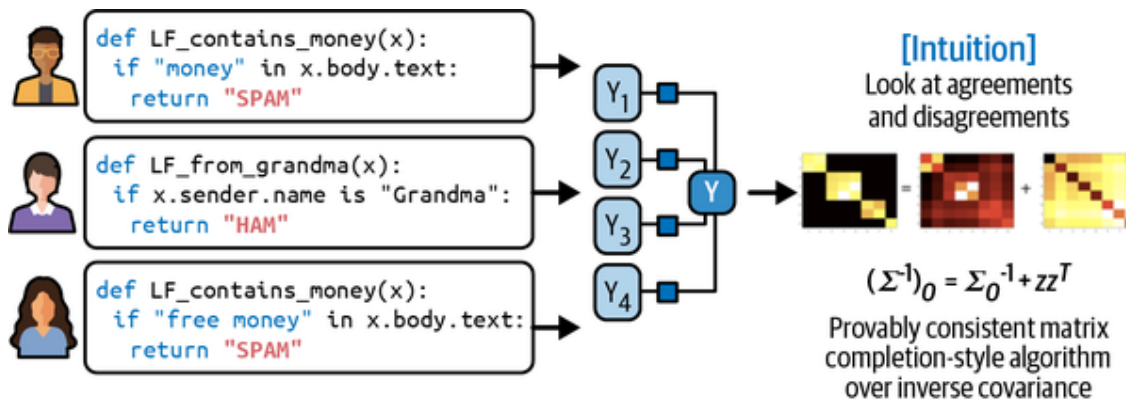 def LF_contains_money(x):
if "money" in x.body.text:
return "SPAM"
def LF_from_grandma(x):
if x.sender.name is "Grandma":
return "HAM"
def LF_contains_money(x):
if "free money" in x.body.text:
return "SPAM"
Y₁
Y₂
Y₃
Y₄
Y
[Intuition]
Look at agreements
and disagreements
=
+
(Σ⁻¹)₀ = Σ₀⁻¹ + zzᵀ
Provably consistent matrix
completion-style algorithm
over inverse covariance